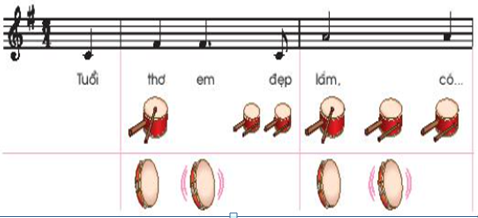 Tuổi thơ em đẹp lắm, có...